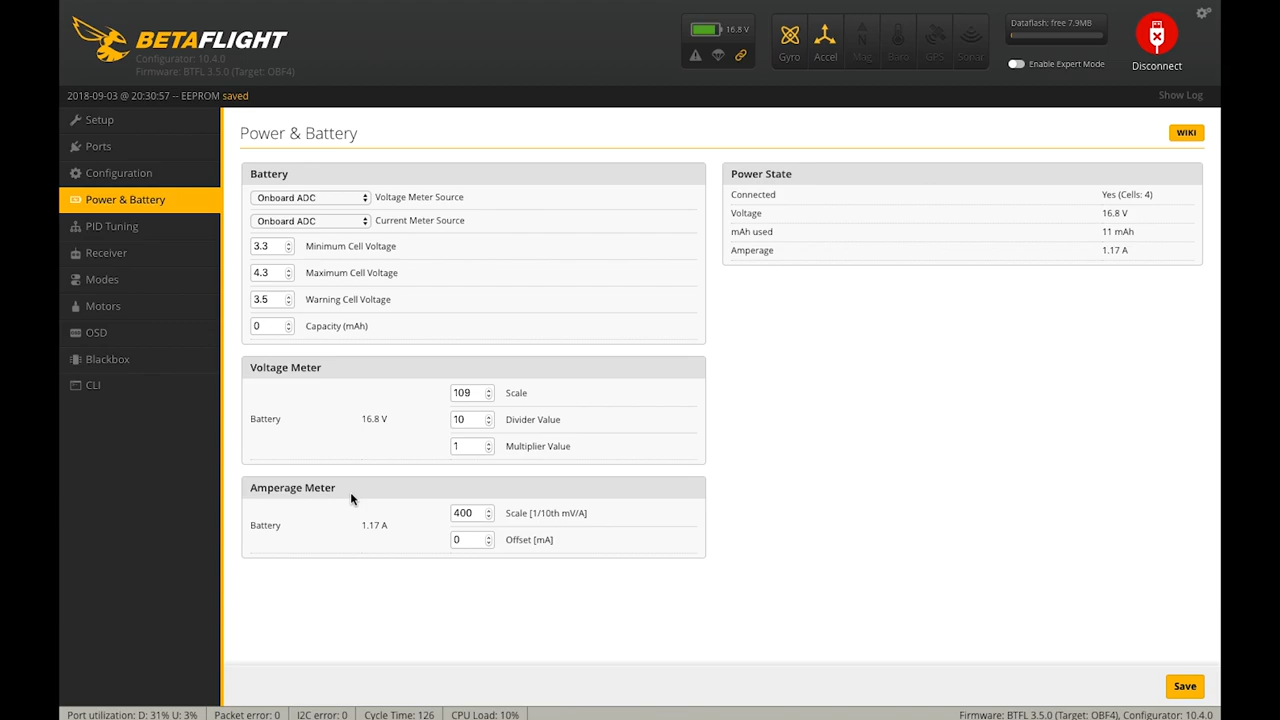 BETAFLIGHT
Configurator: 10.4.0
Firmware: BTFL 3.5.0 (Target: OBF4)
16.8 V
Gyro
Accel
Mag
Baro
GPS
Sonar
Dataflash: free 7.9MB
Enable Expert Mode
Disconnect
2018-09-03 @ 20:30:57 -- EEPROM saved
Show Log
Setup
Ports
Configuration
Power & Battery
PID Tuning
Receiver
Modes
Motors
OSD
Blackbox
CLI
Power & Battery
WIKI
Battery
Onboard ADC Voltage Meter Source
Onboard ADC Current Meter Source
3.3 Minimum Cell Voltage
4.3 Maximum Cell Voltage
3.5 Warning Cell Voltage
0 Capacity (mAh)
Power State
Connected Yes (Cells: 4)
Voltage 16.8 V
mAh used 11 mAh
Amperage 1.17 A
Voltage Meter
109 Scale
Battery 16.8 V 10 Divider Value
1 Multiplier Value
Amperage Meter
400 Scale [1/10th mV/A]
Battery 1.17 A
0 Offset [mA]
Save
Port utilization: D: 31% U: 3% Packet error: 0 I2C error: 0 Cycle Time: 126 CPU Load: 10% Firmware: BTFL 3.5.0 (Target: OBF4), Configurator: 10.4.0